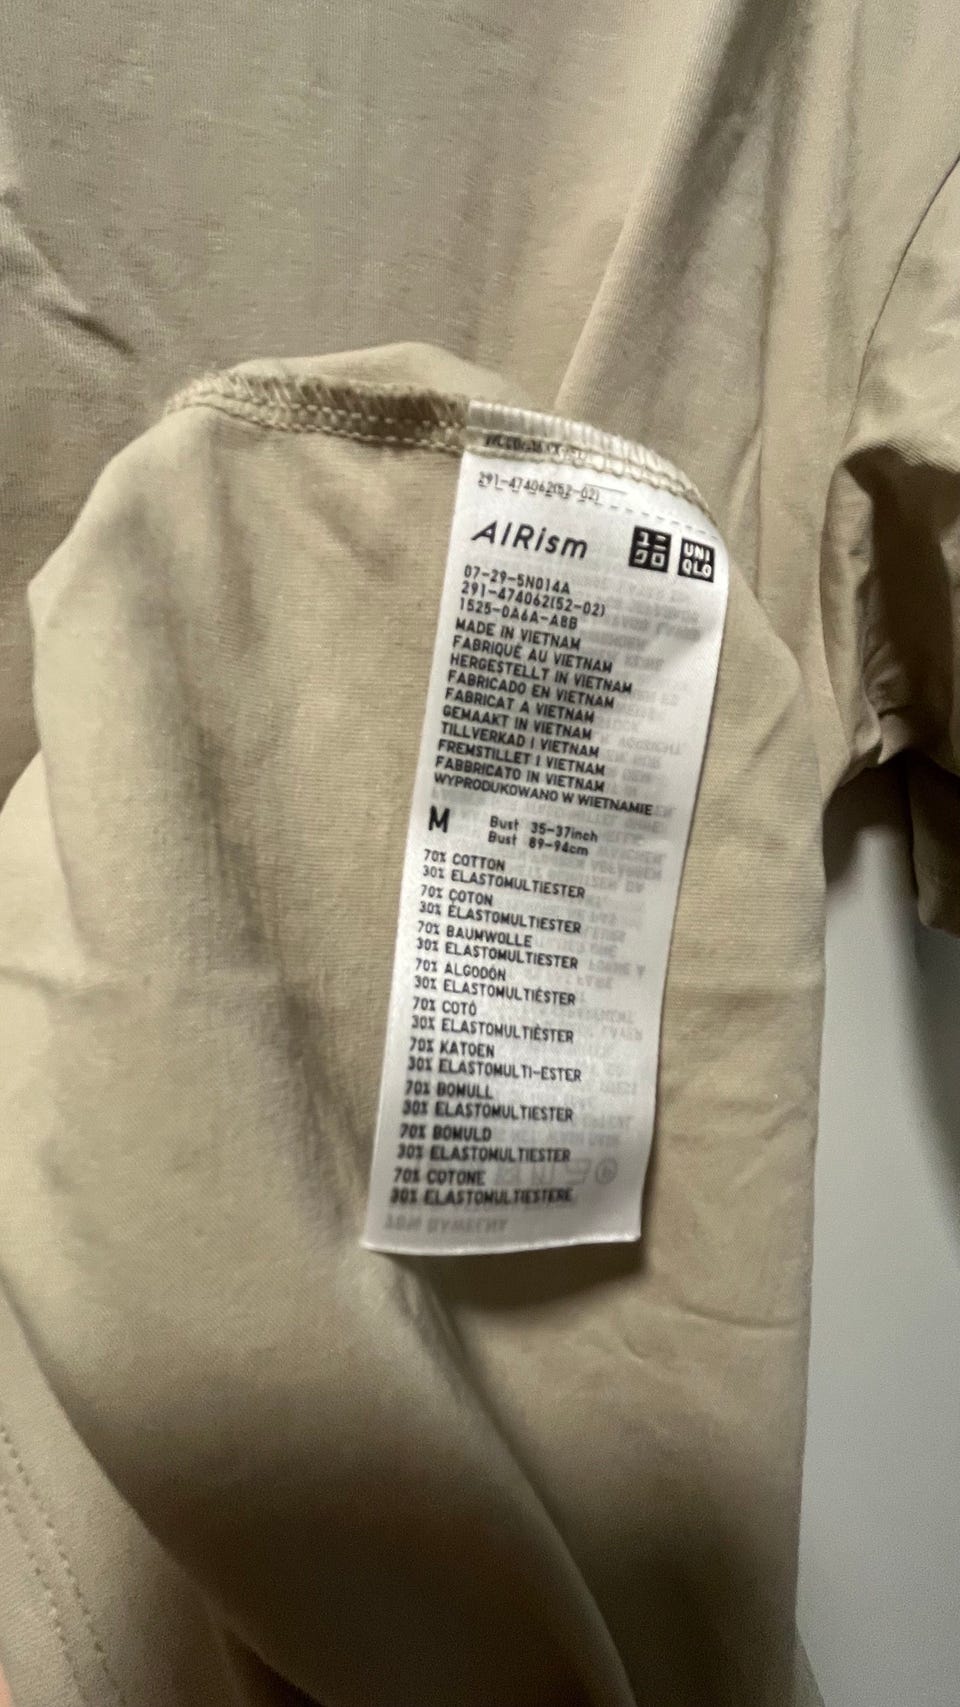 291-474062(52-02)
AIRism
UNI
QLO
07-29-5N014A
291-474062(52-02)
1525-0A6A-A8B
MADE IN VIETNAM
FABRIQUÉ AU VIETNAM
HERGESTELLT IN VIETNAM
FABRICADO EN VIETNAM
FABRICAT A VIETNAM
GEMAAKT IN VIETNAM
TILLVERKAD I VIETNAM
FREMSTILLET I VIETNAM
FABBRICATO IN VIETNAM
WYPRODUKOWANO W WIETNAMIE
M Bust 35-37inch
Bust 89-94cm
70% COTTON
30% ELASTOMULTIESTER
70% COTON
30% ÉLASTOMULTIESTER
70% BAUMWOLLE
30% ELASTOMULTIESTER
70% ALGODÓN
30% ELASTOMULTIÉSTER
70% COTÓ
30% ELASTOMULTIÈSTER
70% KATOEN
30% ELASTOMULTI-ESTER
70% BOMULL
30% ELASTOMULTIESTER
70% BOMULD
30% ELASTOMULTIESTER
70% COTONE
30% ELASTOMULTIESTERE